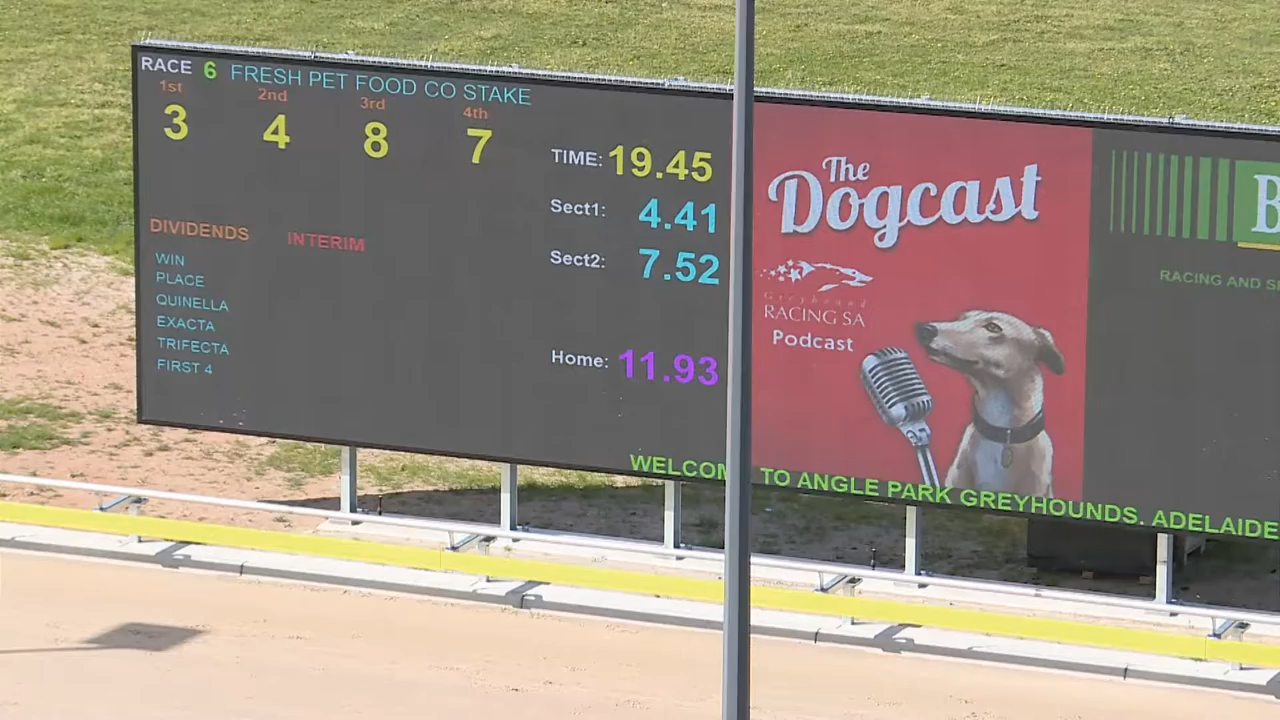 RACE 6 FRESH PET FOOD CO STAKE
1st 2nd 3rd 4th
3 4 8 7
TIME: 19.45
Sect1: 4.41
Sect2: 7.52
DIVIDENDS INTERIM
WIN
PLACE
QUINELLA
EXACTA
TRIFECTA
FIRST 4
Home: 11.93
The
Dogcast
Greyhound
RACING SA
Podcast
B
RACING AND
WELCOM TO ANGLE PARK GREYHOUNDS. ADELAIDE